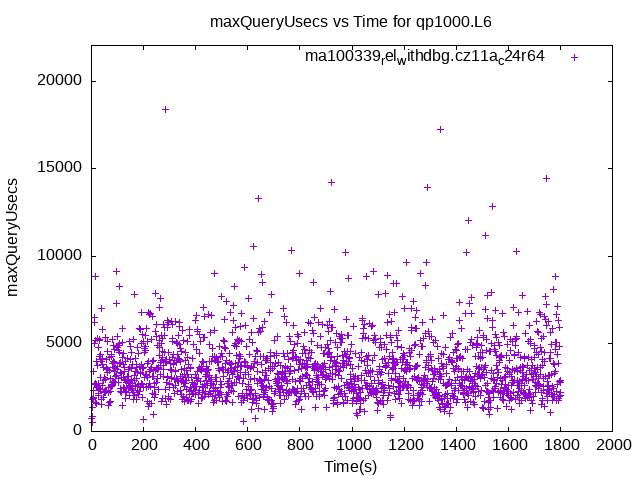 maxQueryUsecs vs Time for qp1000.L6
ma100339relwithdbg.cz11ac24r64
20000
15000
10000
5000
0
maxQueryUsecs
0 200 400 600 800 1000 1200 1400 1600 1800 2000
Time(s)